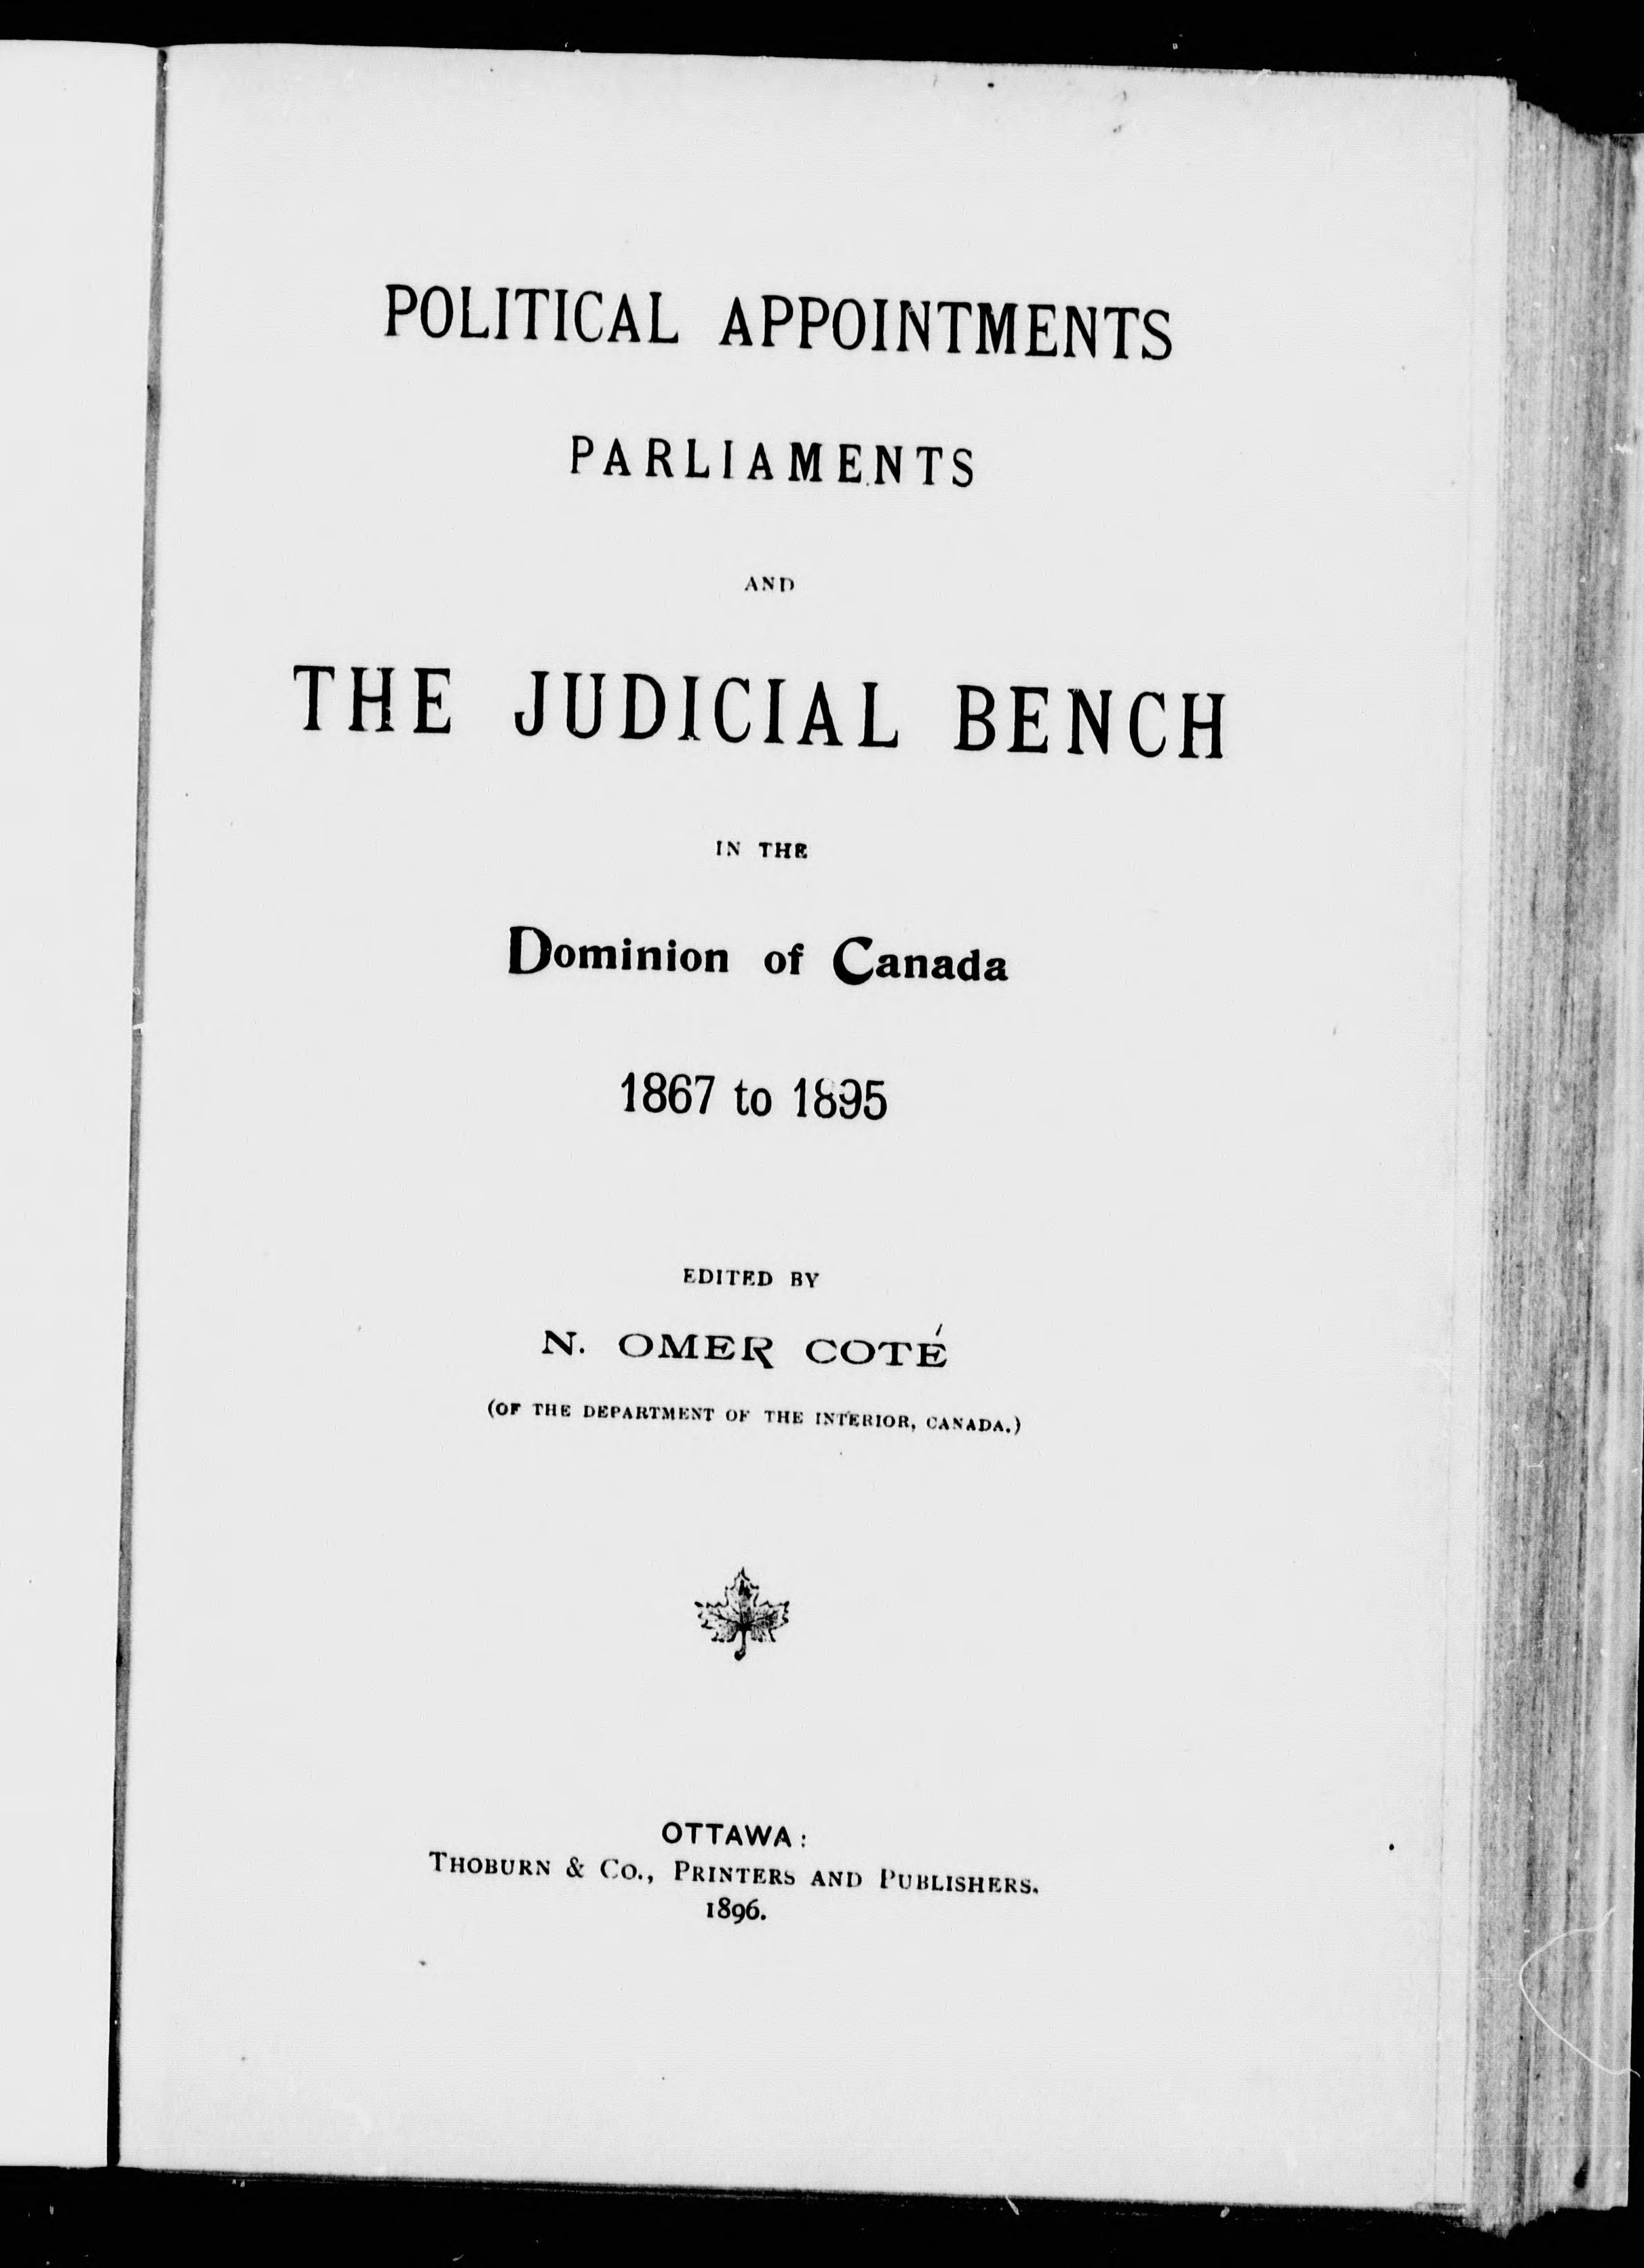 POLITICAL APPOINTMENTS
PARLIAMENTS
AND
THE JUDICIAL BENCH
IN THE
Dominion of Canada
1867 to 1895
EDITED BY
N. OMER COTÉ
(OF THE DEPARTMENT OF THE INTERIOR, CANADA.)
OTTAWA:
THOBURN & CO., PRINTERS AND PUBLISHERS.
1896.